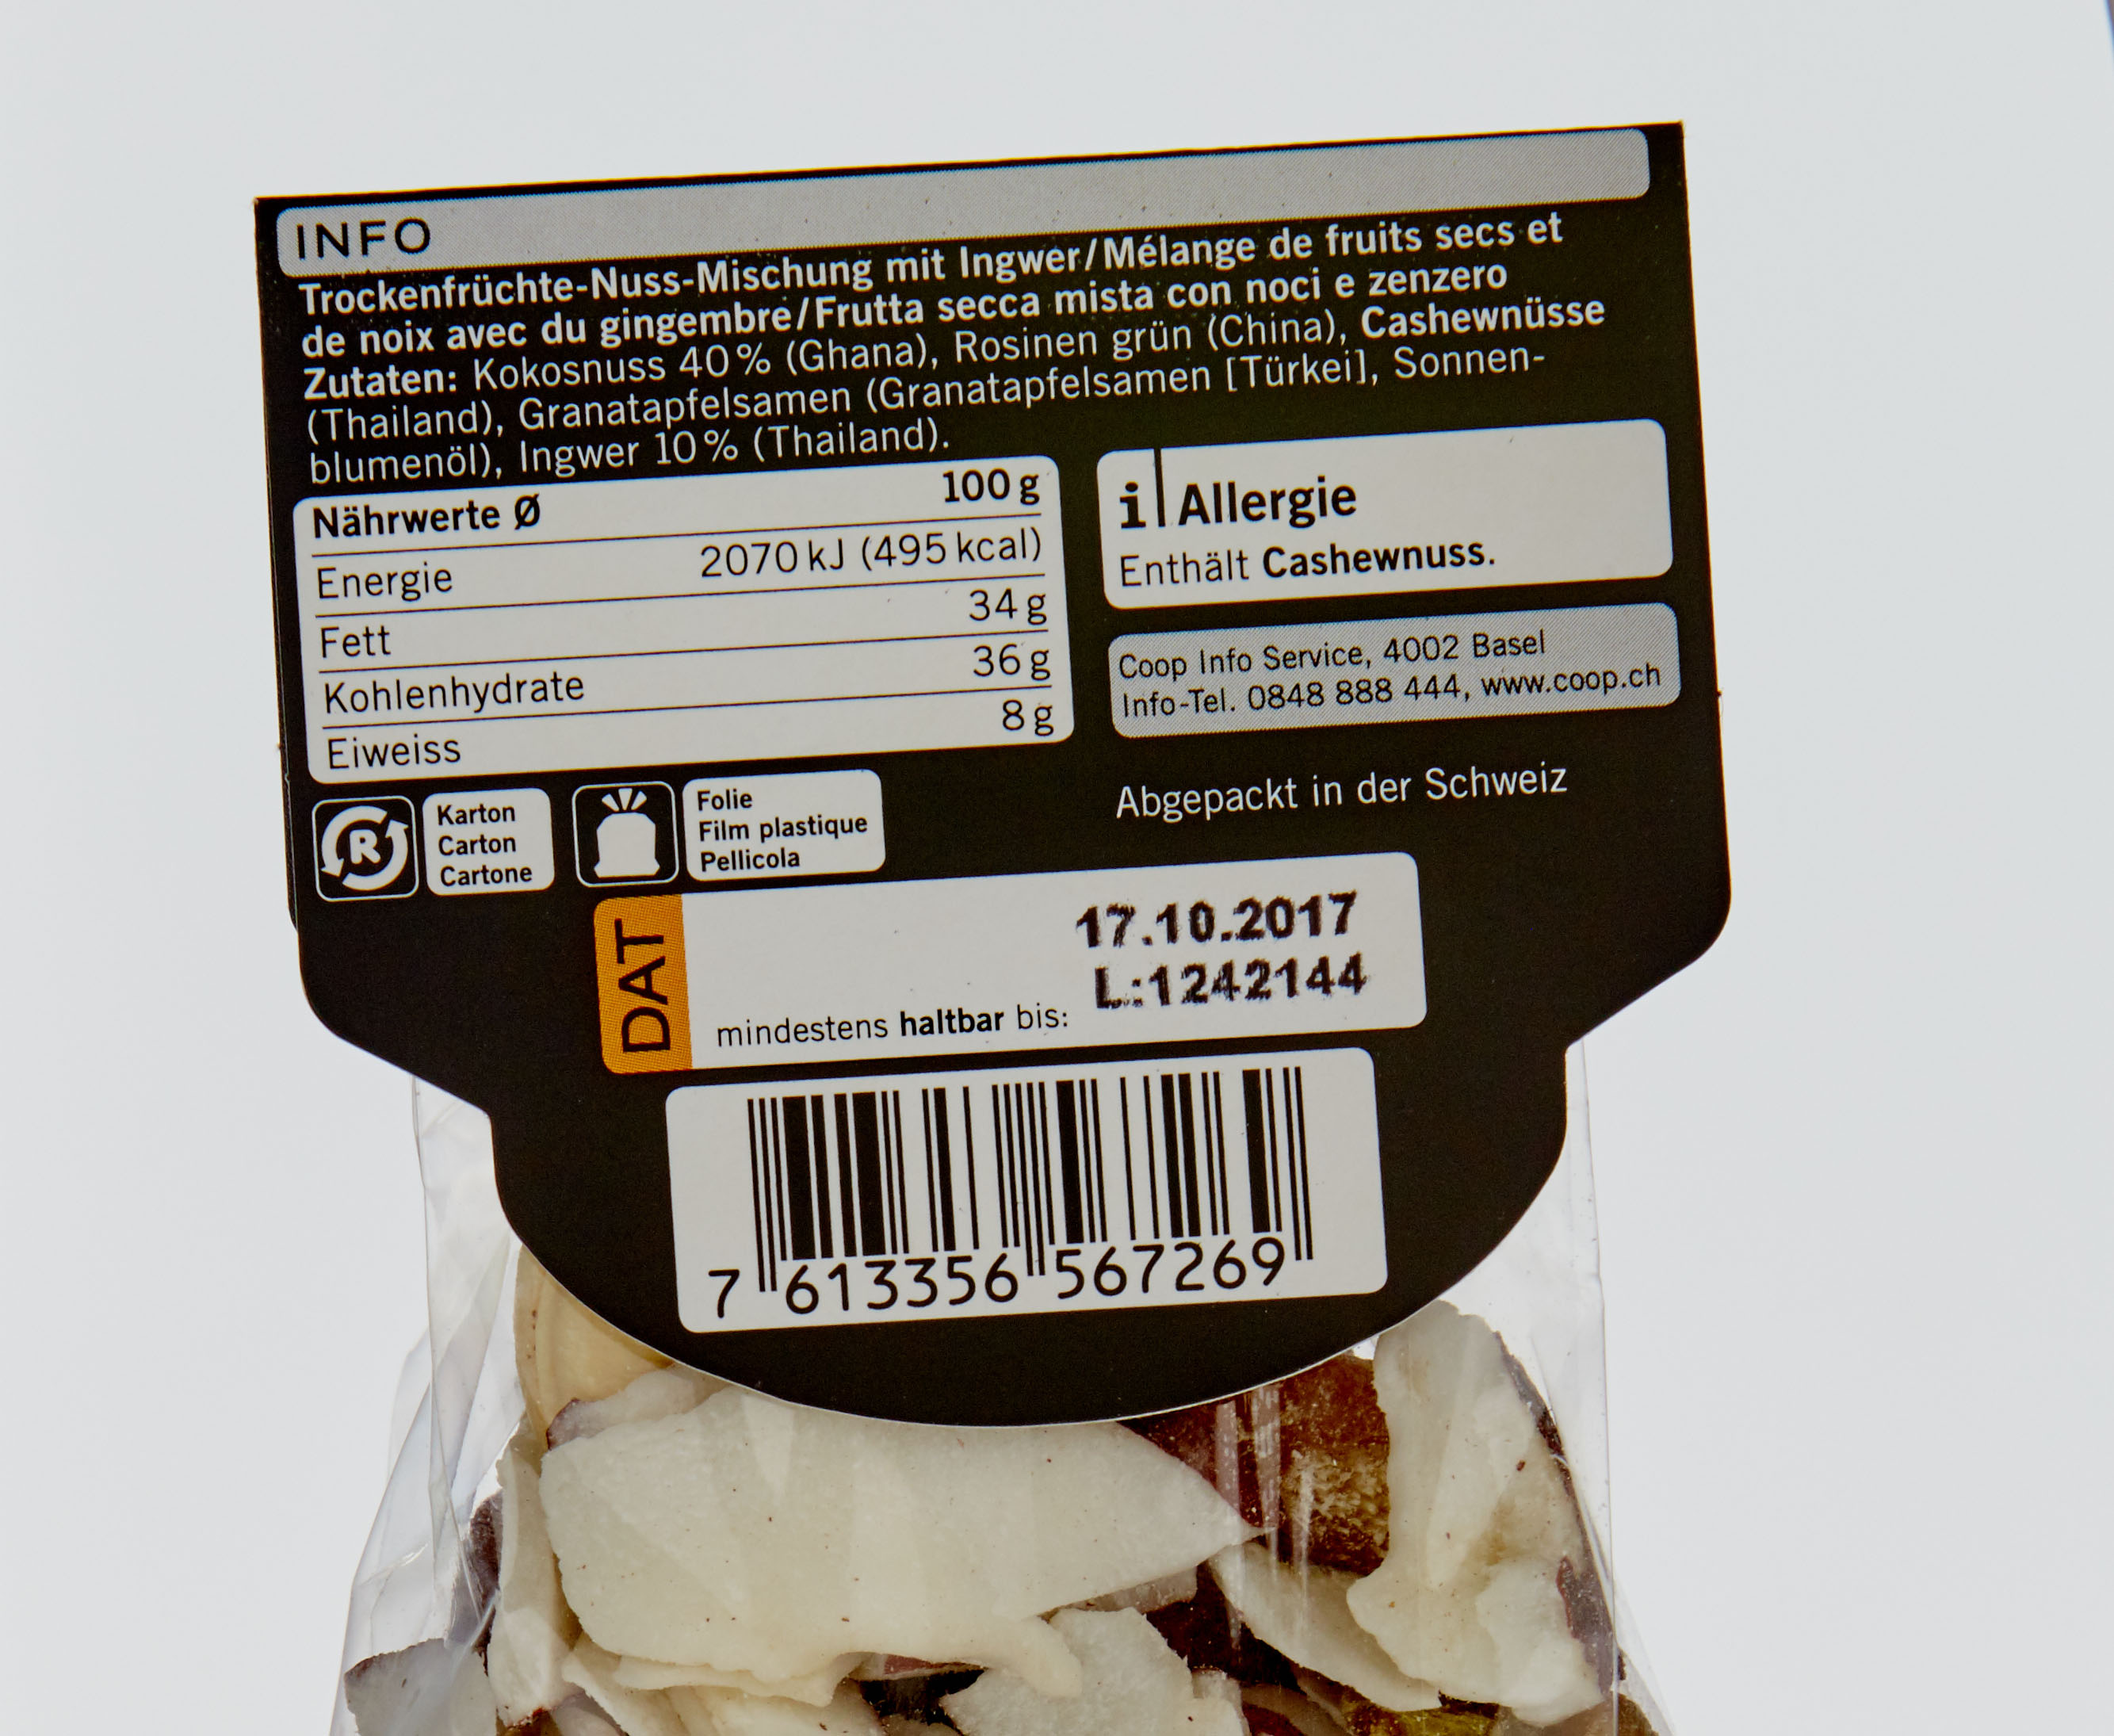 INFO
Trockenfrüchte-Nuss-Mischung mit Ingwer/Mélange de fruits secs et
de noix avec du gingembre/Frutta secca mista con noci e zenzero
Zutaten: Kokosnuss 40% (Ghana), Rosinen grün (China), Cashewnüsse
(Thailand), Granatapfelsamen (Granatapfelsamen [Türkei], Sonnen-
blumenöl), Ingwer 10% (Thailand).
Nährwerte Ø 100 g
Energie 2070 kJ (495 kcal)
Fett 34 g
Kohlenhydrate 36 g
Eiweiss 8 g
i Allergie
Enthält Cashewnuss.
Coop Info Service, 4002 Basel
Info-Tel. 0848 888 444, www.coop.ch
Abgepackt in der Schweiz
R
Karton
Carton
Cartone
Folie
Film plastique
Pellicola
DAT
17.10.2017
L:1242144
mindestens haltbar bis:
7 613356 567269